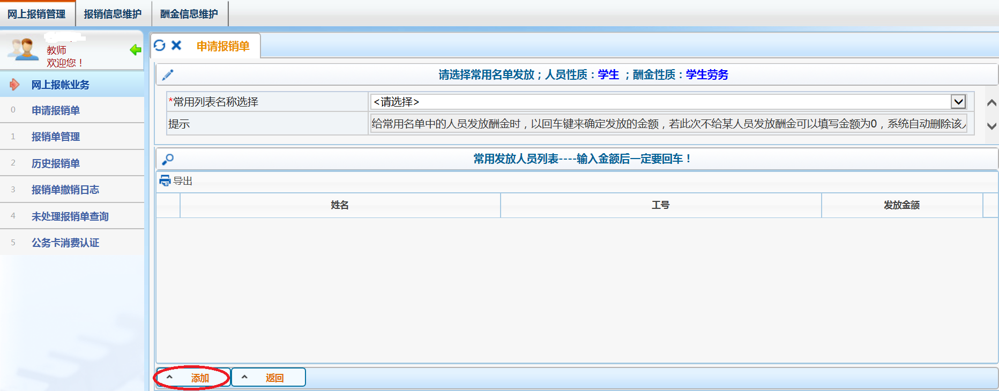 网上报销管理 报销信息维护 酬金信息维护
教师
欢迎您！
网上报帐业务
0 申请报销单
1 报销单管理
2 历史报销单
3 报销单撤销日志
4 未处理报销单查询
5 公务卡消费认证
申请报销单
请选择常用名单发放；人员性质：学生 ；酬金性质：学生劳务
*常用列表名称选择 <请选择>
提示 给常用名单中的人员发放酬金时，以回车键来确定发放的金额，若此次不给某人员发放酬金可以填写金额为0，系统自动删除该
常用发放人员列表----输入金额后一定要回车！
导出
姓名 工号 发放金额
添加 返回